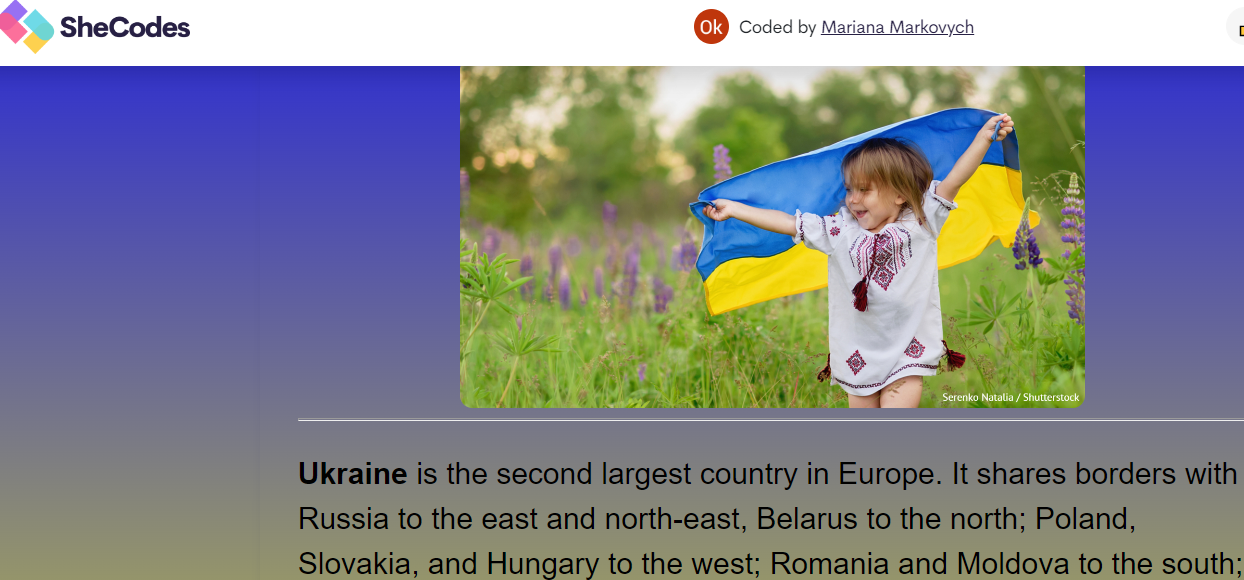 SheCodes
Ok Coded by Mariana Markovych
Serenko Natalia / Shutterstock
Ukraine is the second largest country in Europe. It shares borders with
Russia to the east and north-east, Belarus to the north; Poland,
Slovakia, and Hungary to the west; Romania and Moldova to the south;